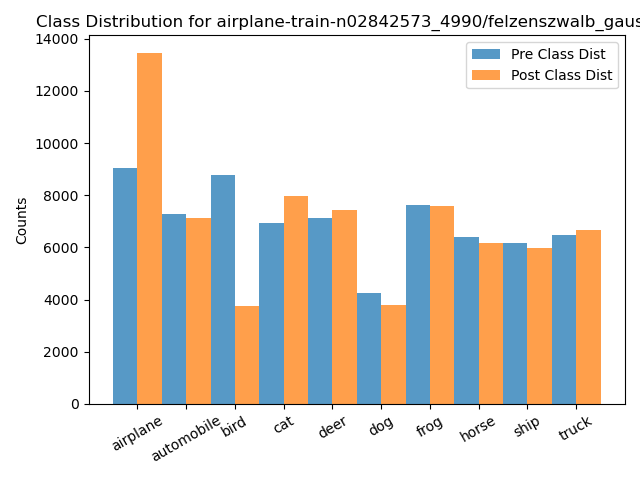 Class Distribution for airplane-train-n02842573_4990/felzenszwalb_gaus
Pre Class Dist
Post Class Dist
Counts
14000
12000
10000
8000
6000
4000
2000
0
airplane
automobile
bird
cat
deer
dog
frog
horse
ship
truck